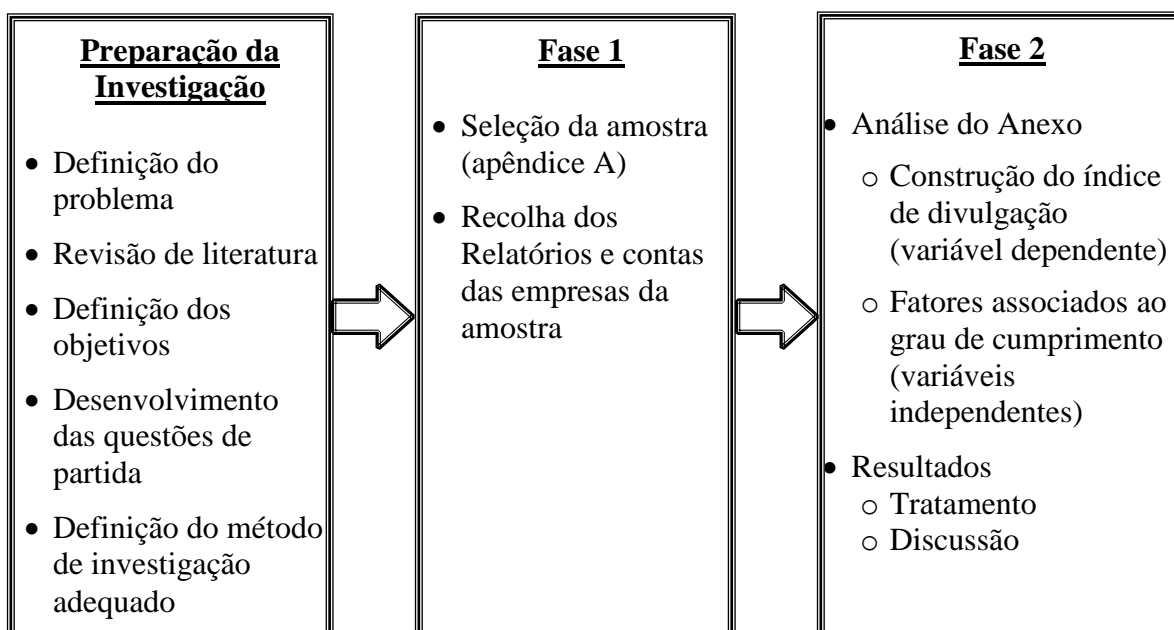 Preparação da
Investigação
• Definição do
problema
• Revisão de literatura
• Definição dos
objetivos
• Desenvolvimento
das questões de
partida
• Definição do método
de investigação
adequado
Fase 1
• Seleção da amostra
(apêndice A)
• Recolha dos
Relatórios e contas
das empresas da
amostra
Fase 2
• Análise do Anexo
o Construção do índice
de divulgação
(variável dependente)
o Fatores associados ao
grau de cumprimento
(variáveis
independentes)
• Resultados
o Tratamento
o Discussão